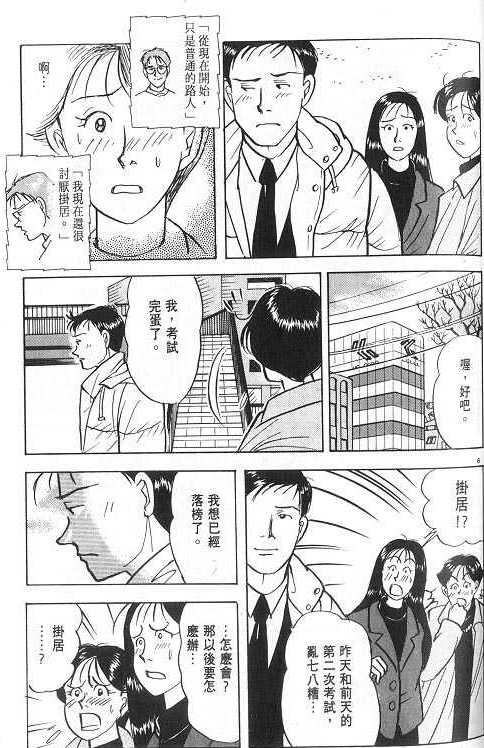 「從現在開始，
只是普通的路人」
啊…
「我現在還很
討厭掛居。」
喔，好吧。
我，考試
完蛋了。
6
掛居!?
昨天和前天的
第二次考試，
亂七八糟…
我想已經
落榜了。
…怎麼會？
那以後要怎
麼辦…
掛居
……？